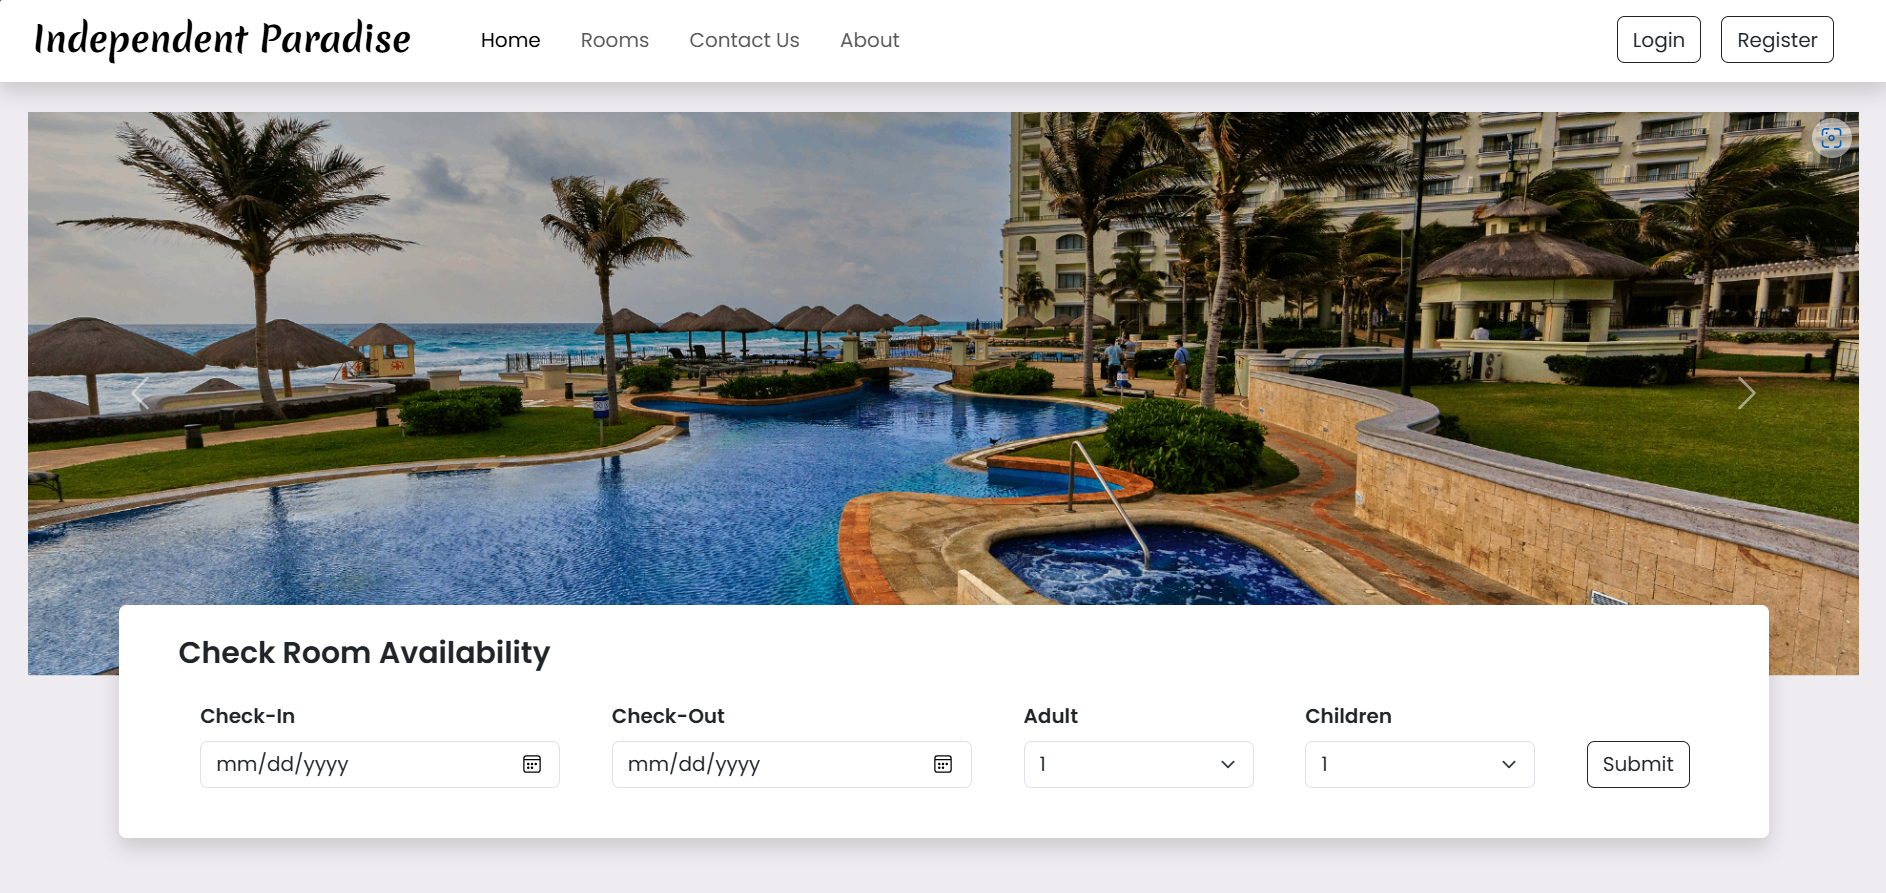 Independent Paradise
Home Rooms Contact Us About
Login Register
Check Room Availability
Check-In Check-Out Adult Children
mm/dd/yyyy mm/dd/yyyy 1 1 Submit